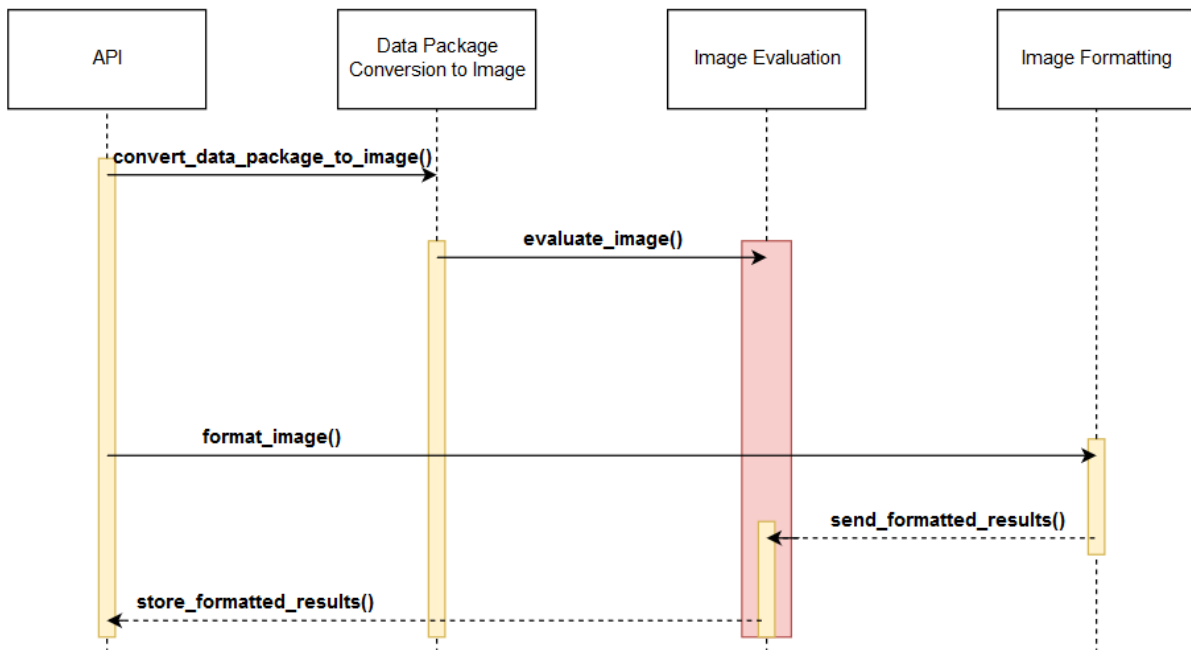 API
Data Package
Conversion to Image
Image Evaluation
Image Formatting
convert_data_package_to_image()
evaluate_image()
format_image()
send_formatted_results()
store_formatted_results()